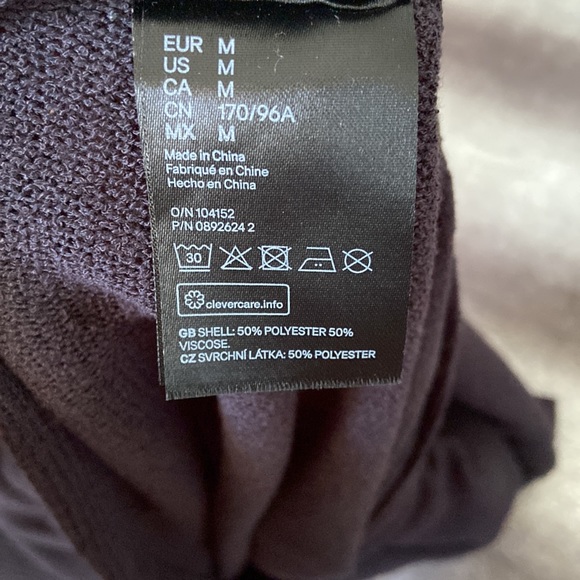 EUR M
US M
CA M
CN 170/96A
MX M
Made in China
Fabriqué en Chine
Hecho en China
O/N 104152
P/N 0892624 2
30
clevercare.info
GB SHELL: 50% POLYESTER 50%
VISCOSE.
CZ SVRCHNÍ LÁTKA: 50% POLYESTER